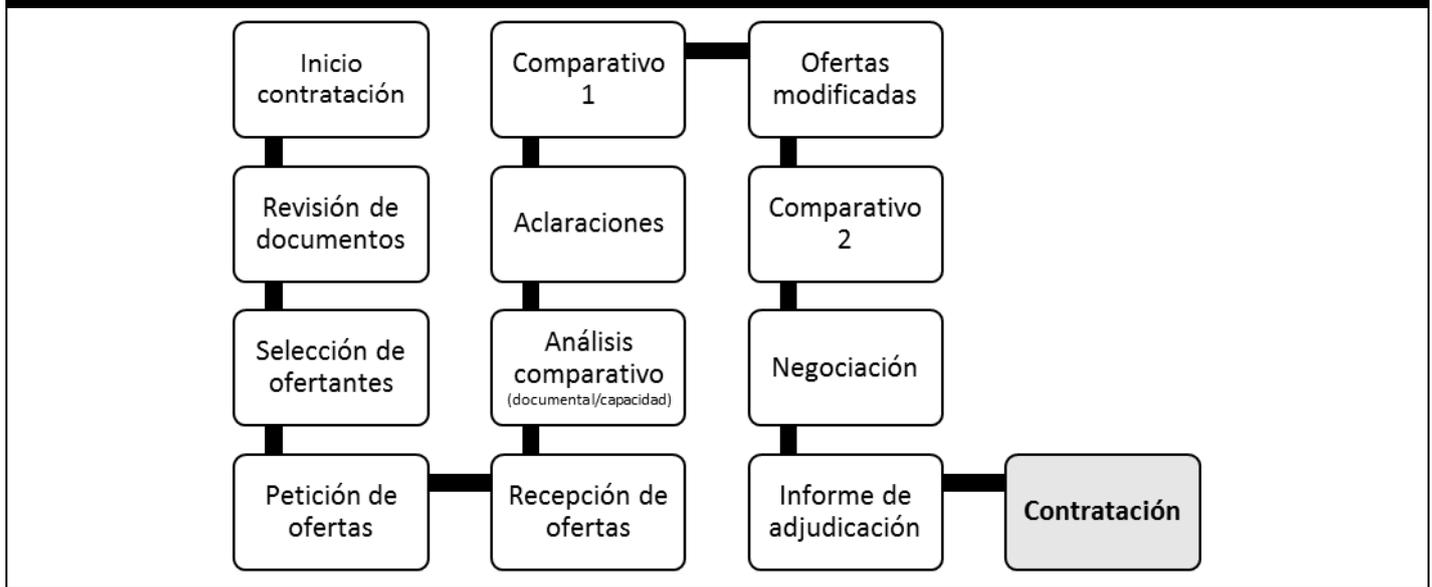 Inicio
contratación
Revisión de
documentos
Selección de
ofertantes
Petición de
ofertas
Recepción de
ofertas
Análisis
comparativo
(documental/capacidad)
Aclaraciones
Comparativo
1
Ofertas
modificadas
Comparativo
2
Negociación
Informe de
adjudicación
Contratación